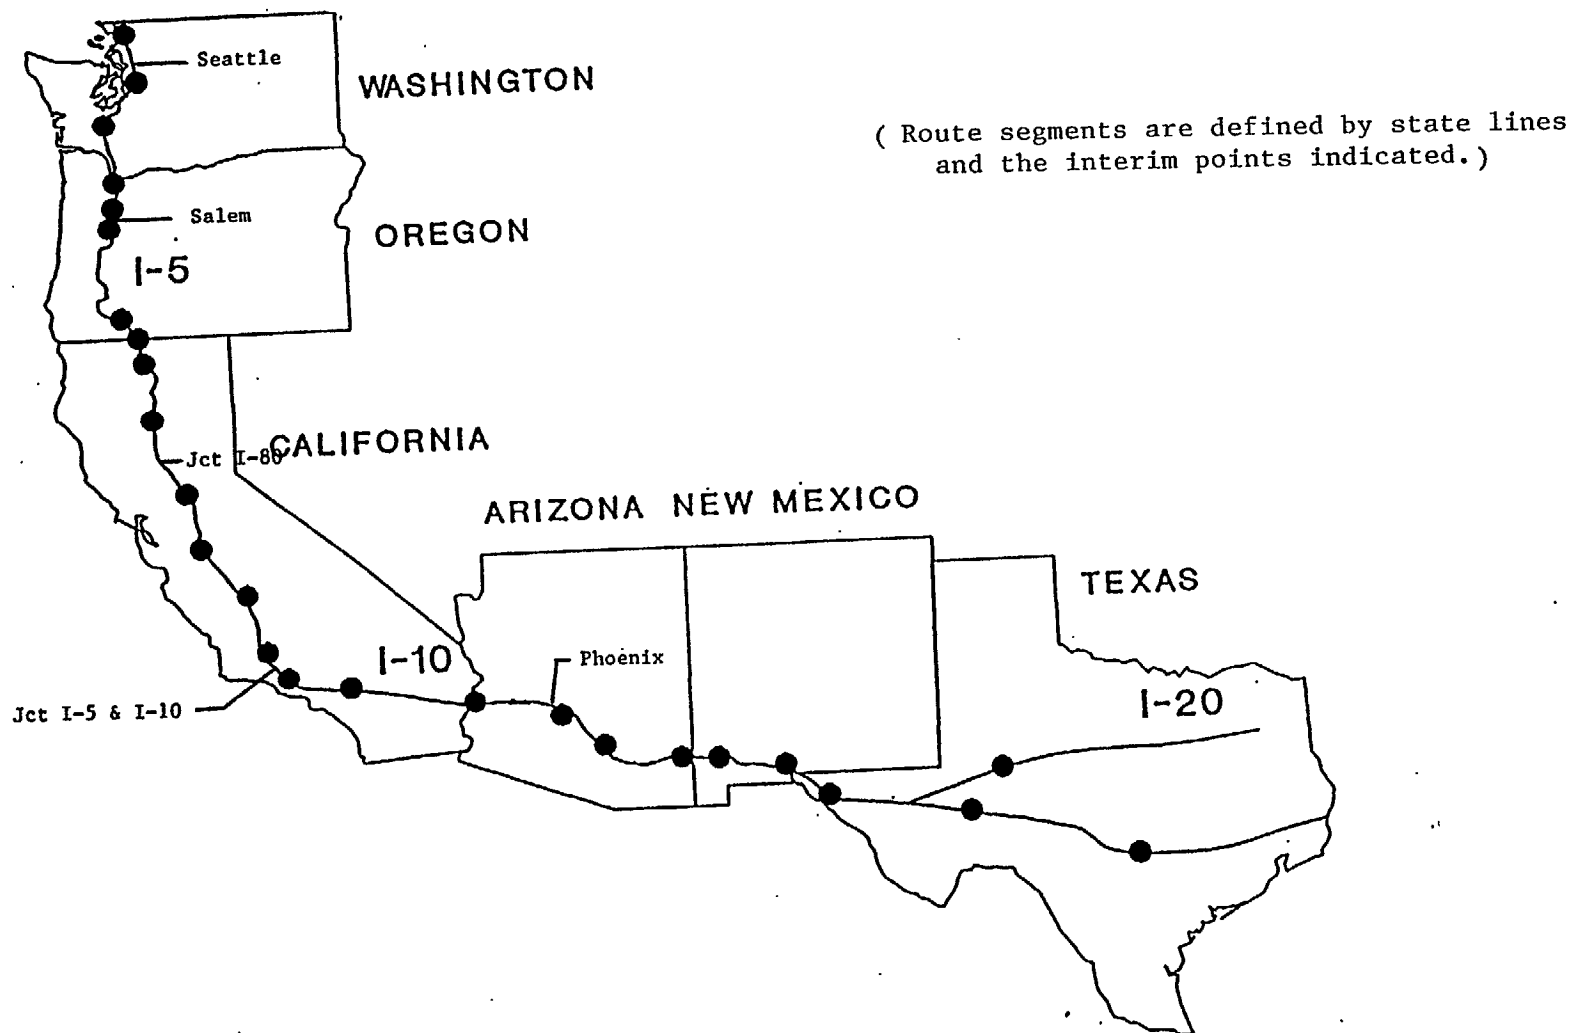 Seattle
WASHINGTON
( Route segments are defined by state lines
and the interim points indicated.)
Salem
OREGON
I-5
CALIFORNIA
Jct I-80
ARIZONA NEW MEXICO
TEXAS
I-10
Phoenix
I-20
Jct I-5 & I-10